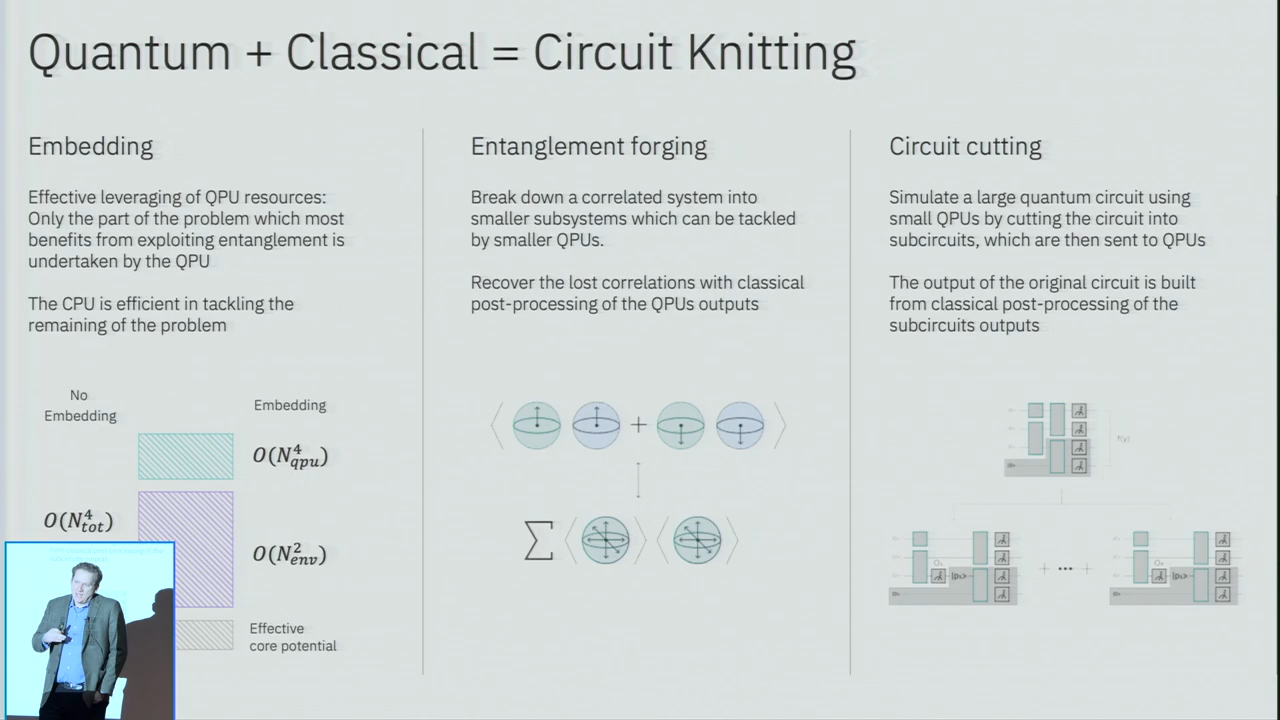 Quantum + Classical = Circuit Knitting
Embedding
Effective leveraging of QPU resources:
Only the part of the problem which most
benefits from exploiting entanglement is
undertaken by the QPU
The CPU is efficient in tackling the
remaining of the problem
No
Embedding
Embedding
O(N⁴qpu)
O(N⁴tot)
O(N²env)
Effective
core potential
Entanglement forging
Break down a correlated system into
smaller subsystems which can be tackled
by smaller QPUs.
Recover the lost correlations with classical
post-processing of the QPUs outputs
+
Σ
Circuit cutting
Simulate a large quantum circuit using
small QPUs by cutting the circuit into
subcircuits, which are then sent to QPUs
The output of the original circuit is built
from classical post-processing of the
subcircuits outputs
+ ... +